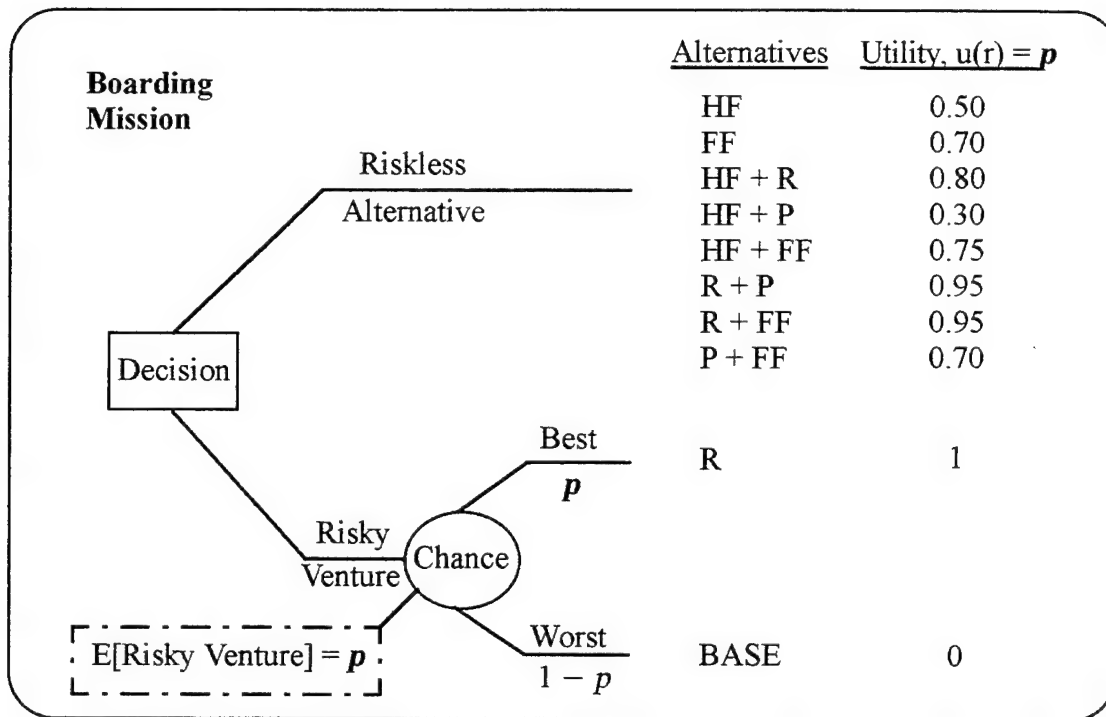 Boarding
Mission
Alternatives Utility, u(r) = p
HF 0.50
FF 0.70
HF + R 0.80
HF + P 0.30
HF + FF 0.75
R + P 0.95
R + FF 0.95
P + FF 0.70
Riskless
Alternative
Decision
Best
p
R 1
Risky
Venture
Chance
E[Risky Venture] = p
Worst
1 − p
BASE 0